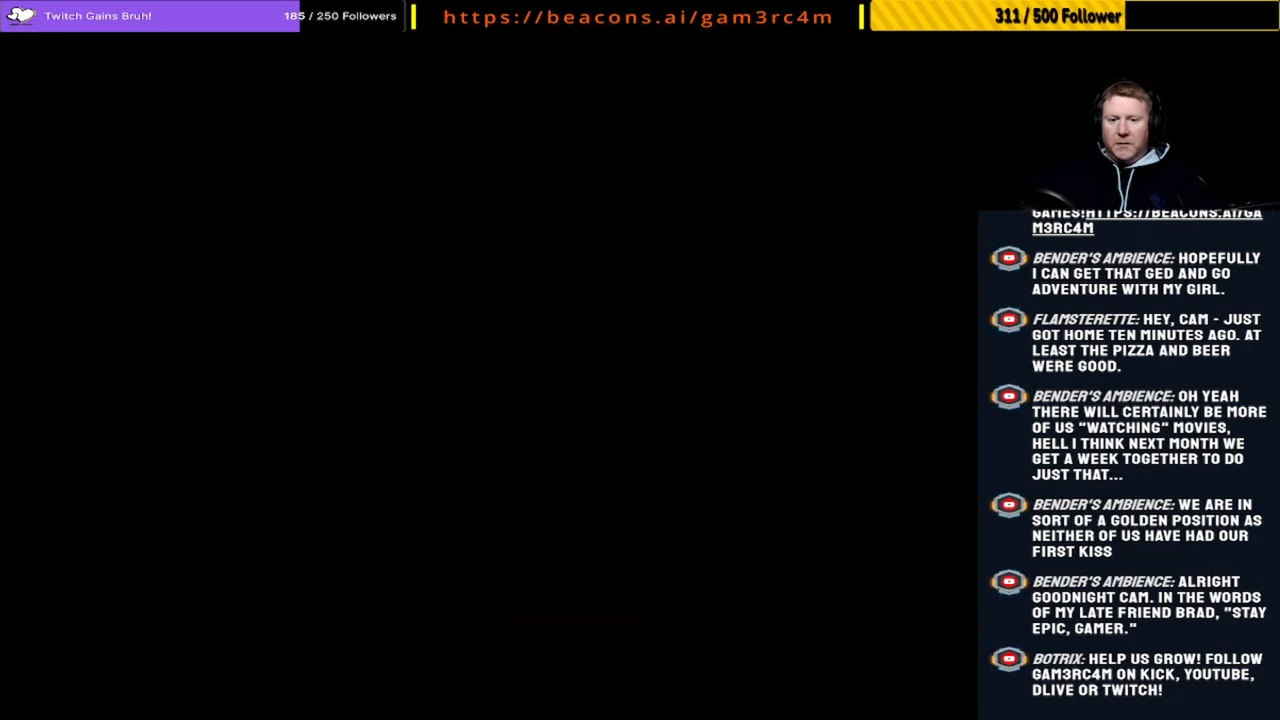 Twitch Gains Bruh!
185 / 250 Followers
https://beacons.ai/gam3rc4m
311 / 500 Follower
GAMES!HTTPS://BEACONS.AI/GA
M3RC4M
BENDER'S AMBIENCE: HOPEFULLY
I CAN GET THAT GED AND GO
ADVENTURE WITH MY GIRL.
FLAMSTERETTE: HEY, CAM - JUST
GOT HOME TEN MINUTES AGO. AT
LEAST THE PIZZA AND BEER
WERE GOOD.
BENDER'S AMBIENCE: OH YEAH
THERE WILL CERTAINLY BE MORE
OF US "WATCHING" MOVIES,
HELL I THINK NEXT MONTH WE
GET A WEEK TOGETHER TO DO
JUST THAT...
BENDER'S AMBIENCE: WE ARE IN
SORT OF A GOLDEN POSITION AS
NEITHER OF US HAVE HAD OUR
FIRST KISS
BENDER'S AMBIENCE: ALRIGHT
GOODNIGHT CAM. IN THE WORDS
OF MY LATE FRIEND BRAD, "STAY
EPIC, GAMER."
BOTRIX: HELP US GROW! FOLLOW
GAM3RC4M ON KICK, YOUTUBE,
DLIVE OR TWITCH!